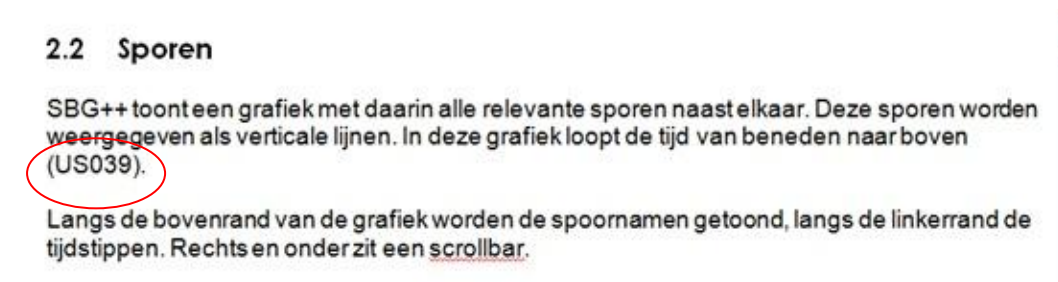 2.2 Sporen
SBG++ toont een grafiek met daarin alle relevante sporen naast elkaar. Deze sporen worden
weergegeven als verticale lijnen. In deze grafiek loopt de tijd van beneden naar boven
(US039).
Langs de bovenrand van de grafiek worden de spoornamen getoond, langs de linkerrand de
tijdstippen. Rechts en onder zit een scrollbar.